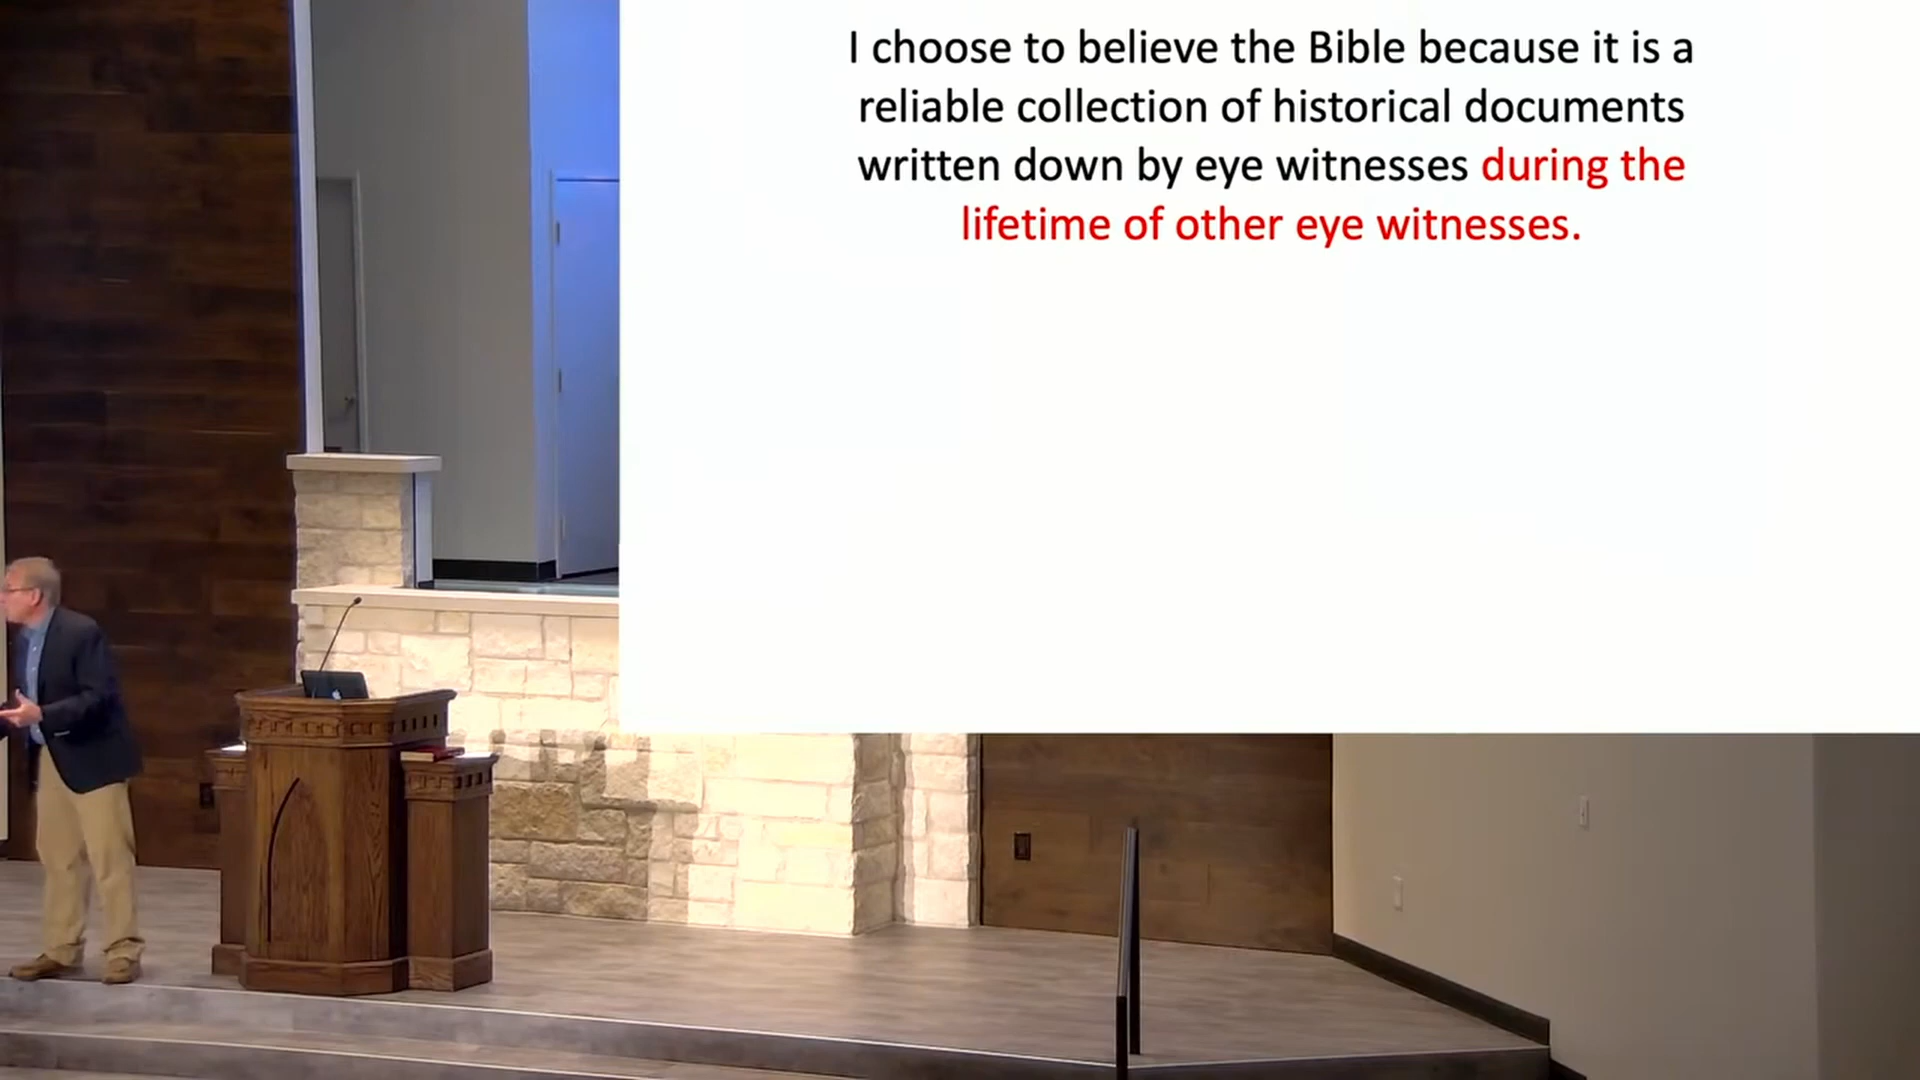 I choose to believe the Bible because it is a
reliable collection of historical documents
written down by eye witnesses during the
lifetime of other eye witnesses.